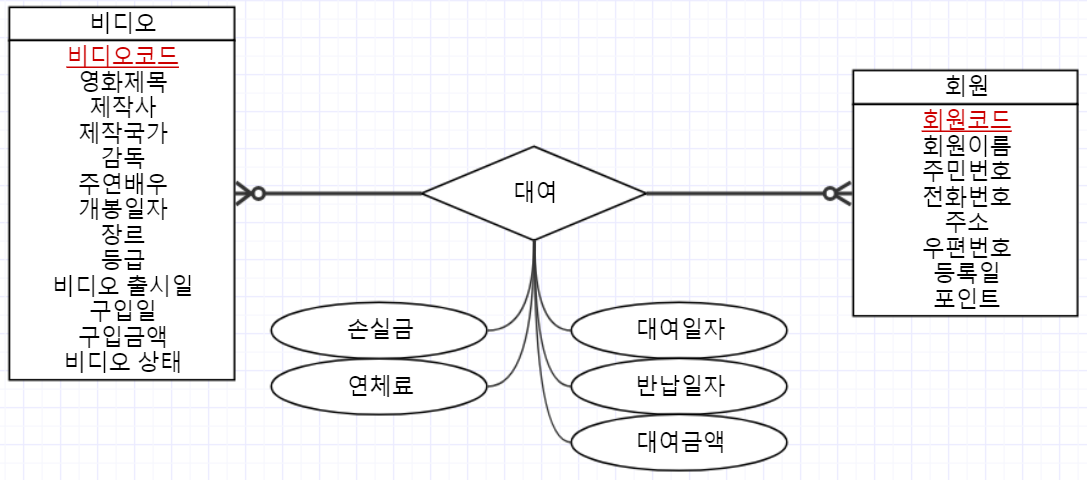 비디오
비디오코드
영화제목
제작사
제작국가
감독
주연배우
개봉일자
장르
등급
비디오 출시일
구입일
구입금액
비디오 상태
대여
손실금
연체료
대여일자
반납일자
대여금액
회원
회원코드
회원이름
주민번호
전화번호
주소
우편번호
등록일
포인트